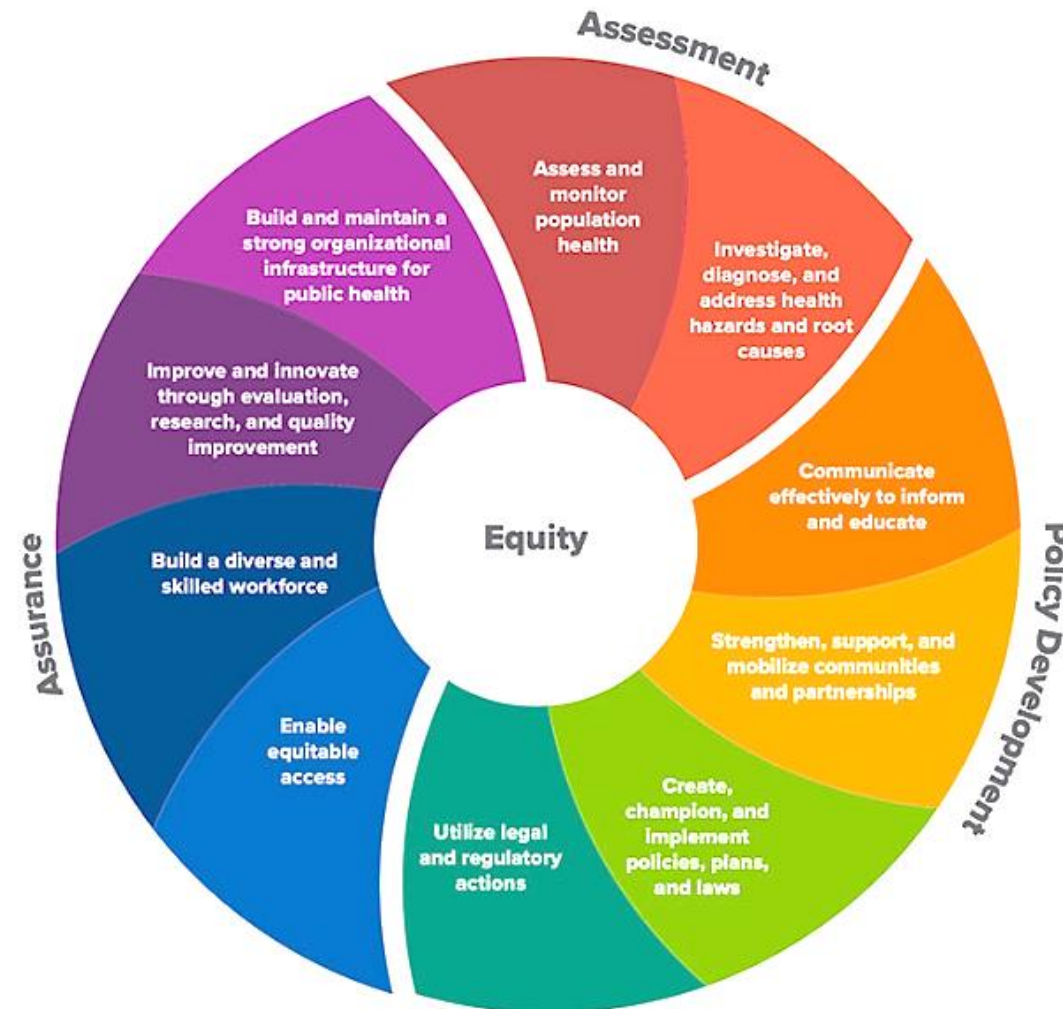 Assessment
Assess and
monitor
population
health
Investigate,
diagnose, and
address health
hazards and root
causes
Policy Development
Communicate
effectively to inform
and educate
Strengthen, support, and
mobilize communities
and partnerships
Create,
champion, and
implement
policies, plans,
and laws
Utilize legal
and regulatory
actions
Assurance
Enable
equitable
access
Build a diverse and
skilled workforce
Improve and innovate
through evaluation,
research, and quality
improvement
Build and maintain a
strong organizational
infrastructure for
public health
Equity